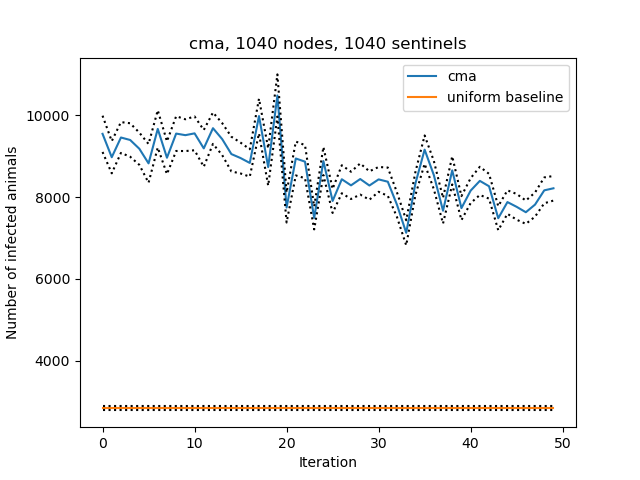 cma, 1040 nodes, 1040 sentinels
cma
uniform baseline
Number of infected animals
10000
8000
6000
4000
0
10
20
30
40
50
Iteration